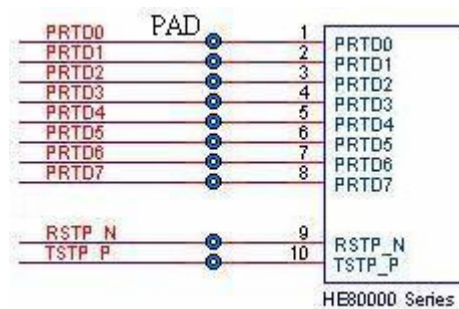 PAD
PRTD0 1 PRTD0
PRTD1 2 PRTD1
PRTD2 3 PRTD2
PRTD3 4 PRTD3
PRTD4 5 PRTD4
PRTD5 6 PRTD5
PRTD6 7 PRTD6
PRTD7 8 PRTD7
RSTP_N 9 RSTP_N
TSTP_P 10 TSTP_P
HE80000 Series